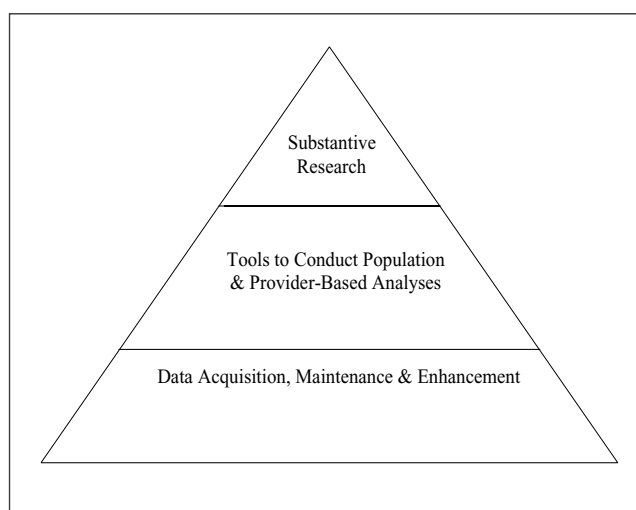 Substantive
Research
Tools to Conduct Population
& Provider-Based Analyses
Data Acquisition, Maintenance & Enhancement